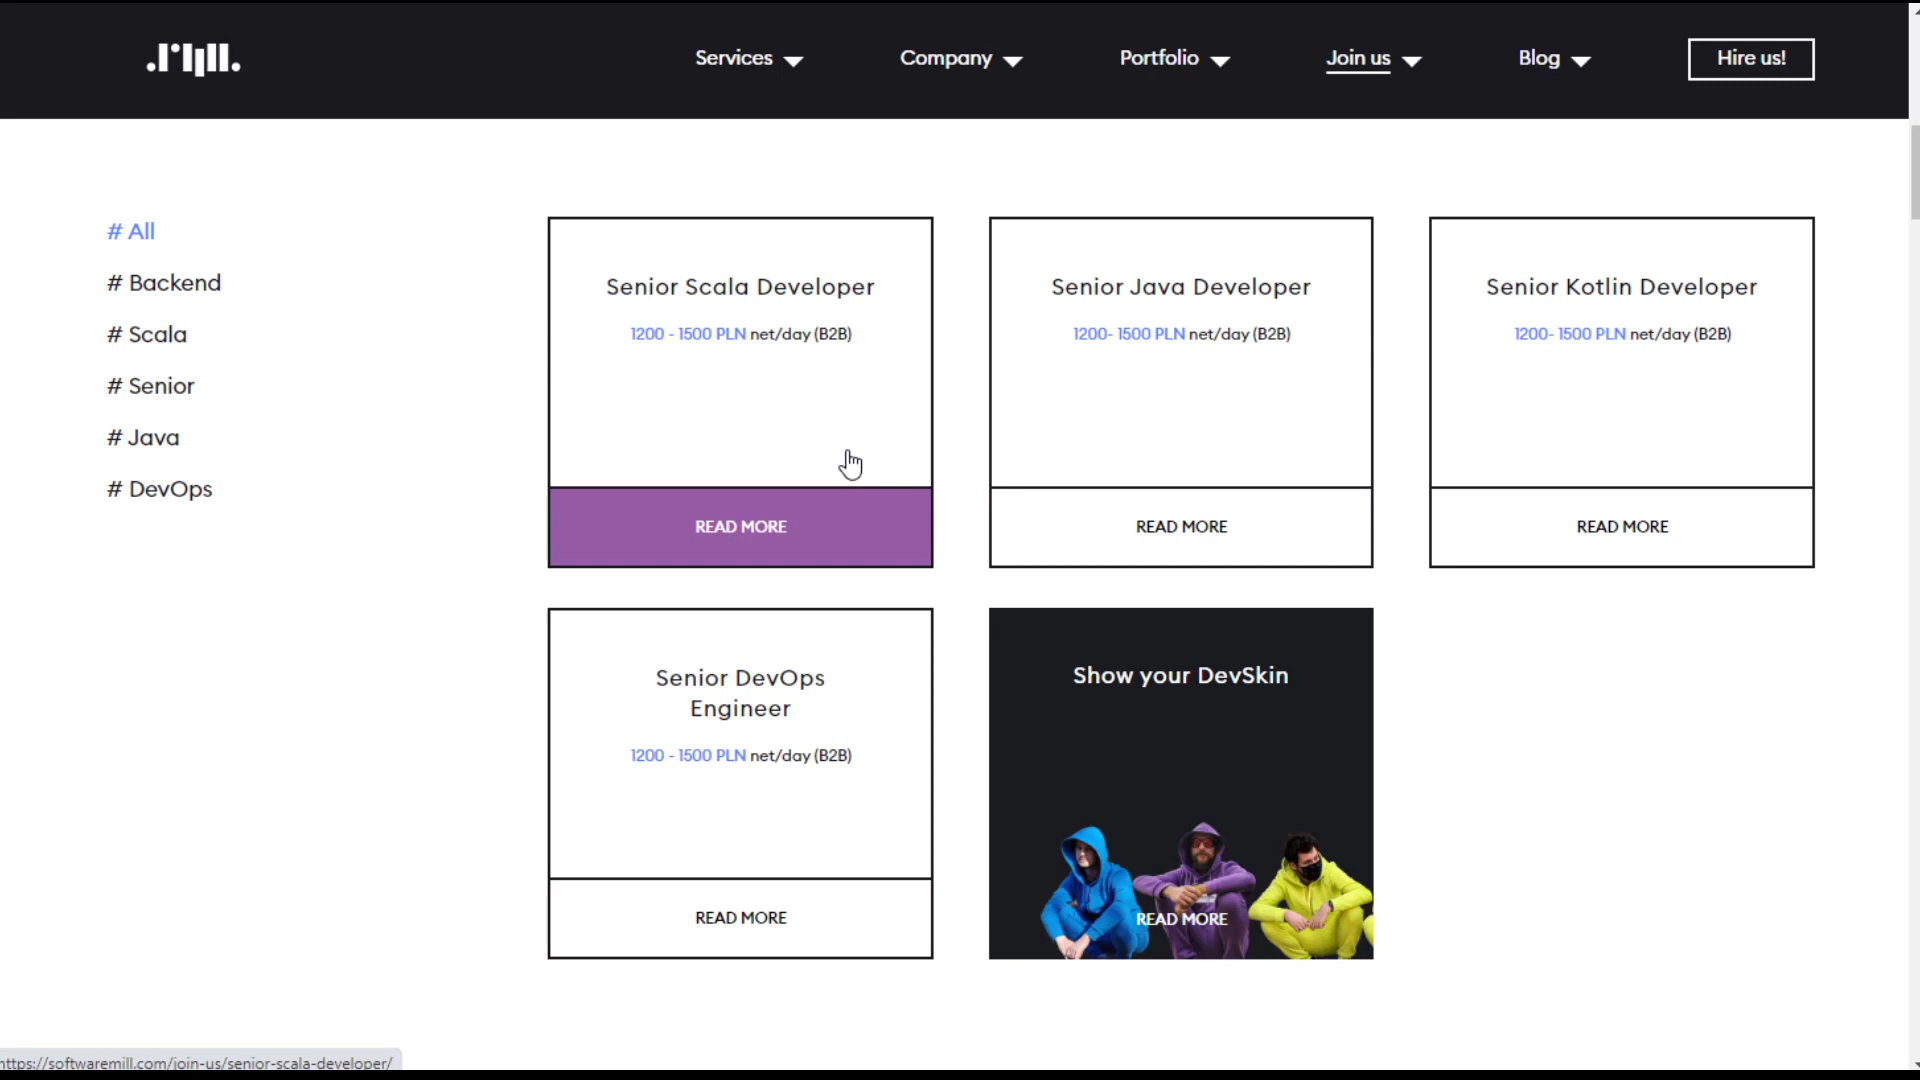 Services
Company
Portfolio
Join us
Blog
Hire us!
# All
# Backend
# Scala
# Senior
# Java
# DevOps
Senior Scala Developer
1200 - 1500 PLN net/day (B2B)
READ MORE
Senior Java Developer
1200- 1500 PLN net/day (B2B)
READ MORE
Senior Kotlin Developer
1200- 1500 PLN net/day (B2B)
READ MORE
Senior DevOps
Engineer
1200 - 1500 PLN net/day (B2B)
READ MORE
Show your DevSkin
READ MORE
https://softwaremill.com/join-us/senior-scala-developer/